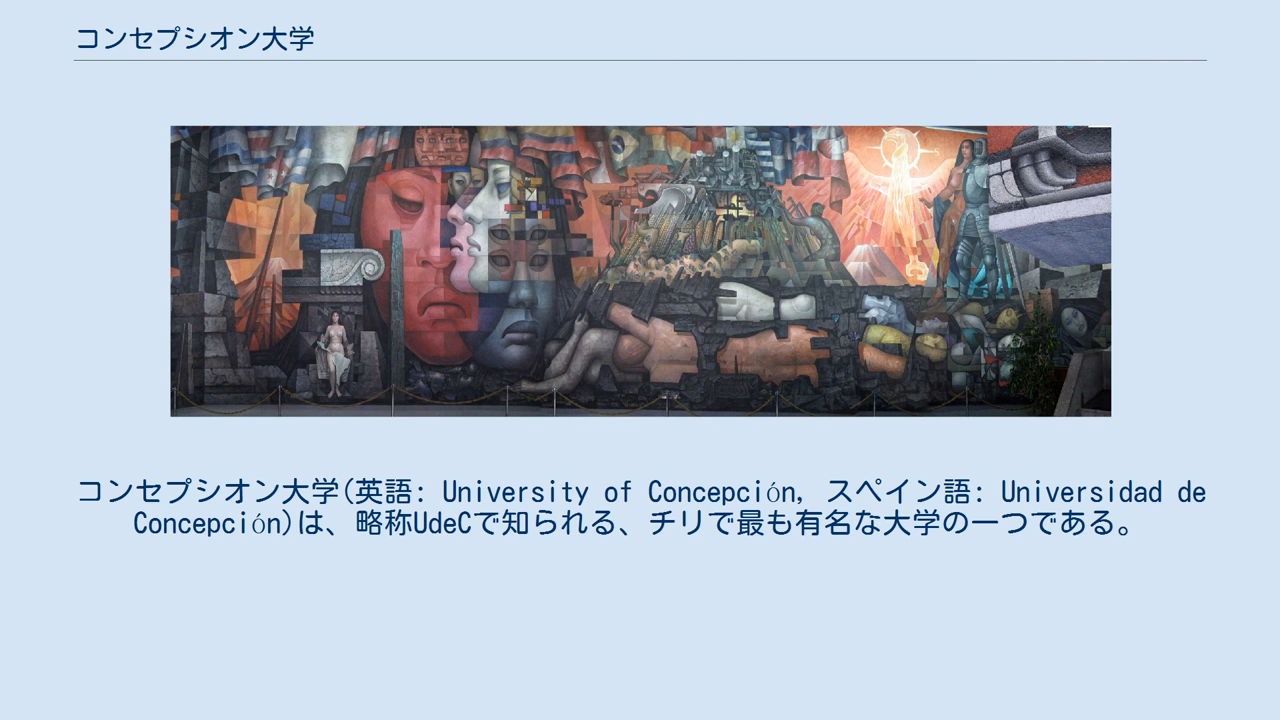 コンセプシオン大学
コンセプシオン大学(英語: University of Concepción, スペイン語: Universidad de
Concepción)は、略称UdeCで知られる、チリで最も有名な大学の一つである。